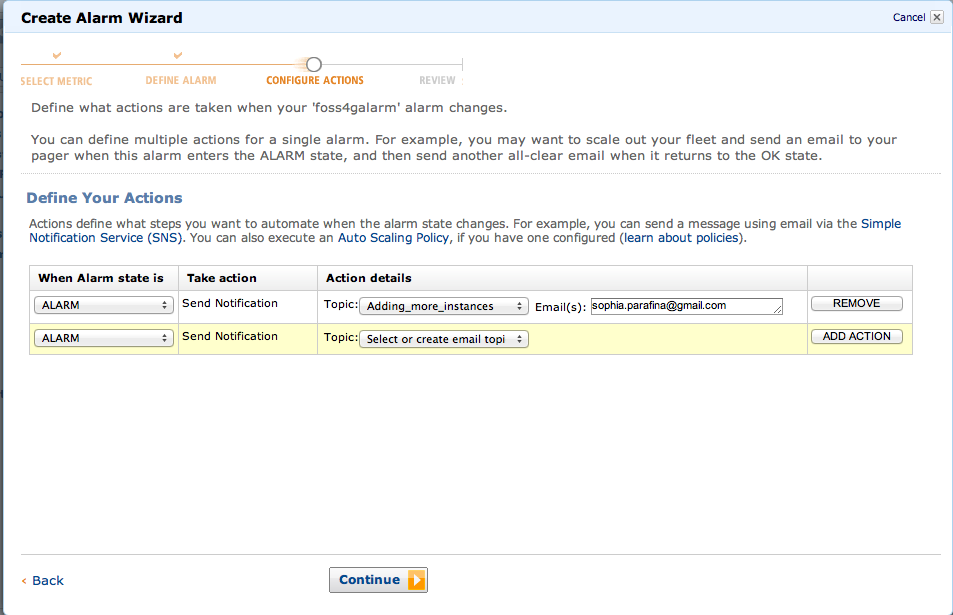 Create Alarm Wizard
Cancel
SELECT METRIC DEFINE ALARM CONFIGURE ACTIONS REVIEW
Define what actions are taken when your 'foss4galarm' alarm changes.
You can define multiple actions for a single alarm. For example, you may want to scale out your fleet and send an email to your
pager when this alarm enters the ALARM state, and then send another all-clear email when it returns to the OK state.
Define Your Actions
Actions define what steps you want to automate when the alarm state changes. For example, you can send a message using email via the Simple
Notification Service (SNS). You can also execute an Auto Scaling Policy, if you have one configured (learn about policies).
When Alarm state is Take action Action details
ALARM Send Notification Topic: Adding_more_instances Email(s): sophia.parafina@gmail.com REMOVE
ALARM Send Notification Topic: Select or create email topi ADD ACTION
‹ Back Continue